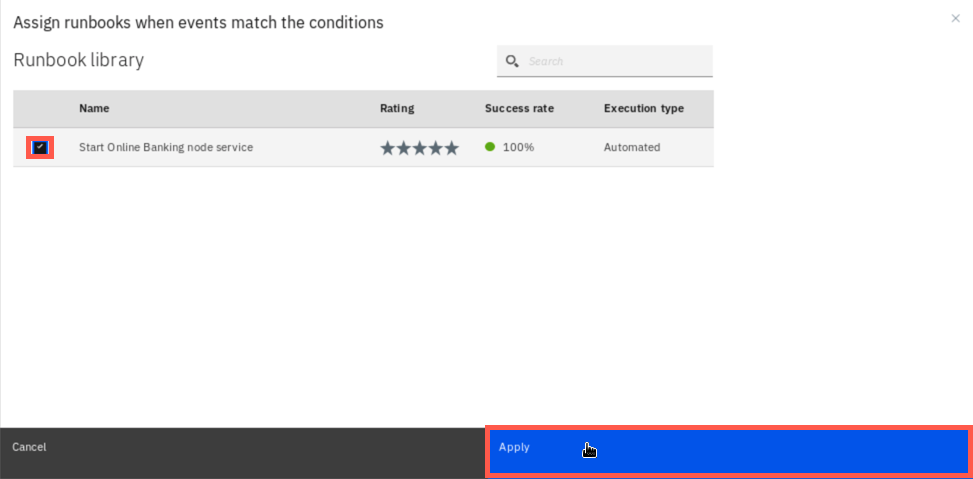 Assign runbooks when events match the conditions
Runbook library
Search
Name Rating Success rate Execution type
Start Online Banking node service 100% Automated
Cancel Apply